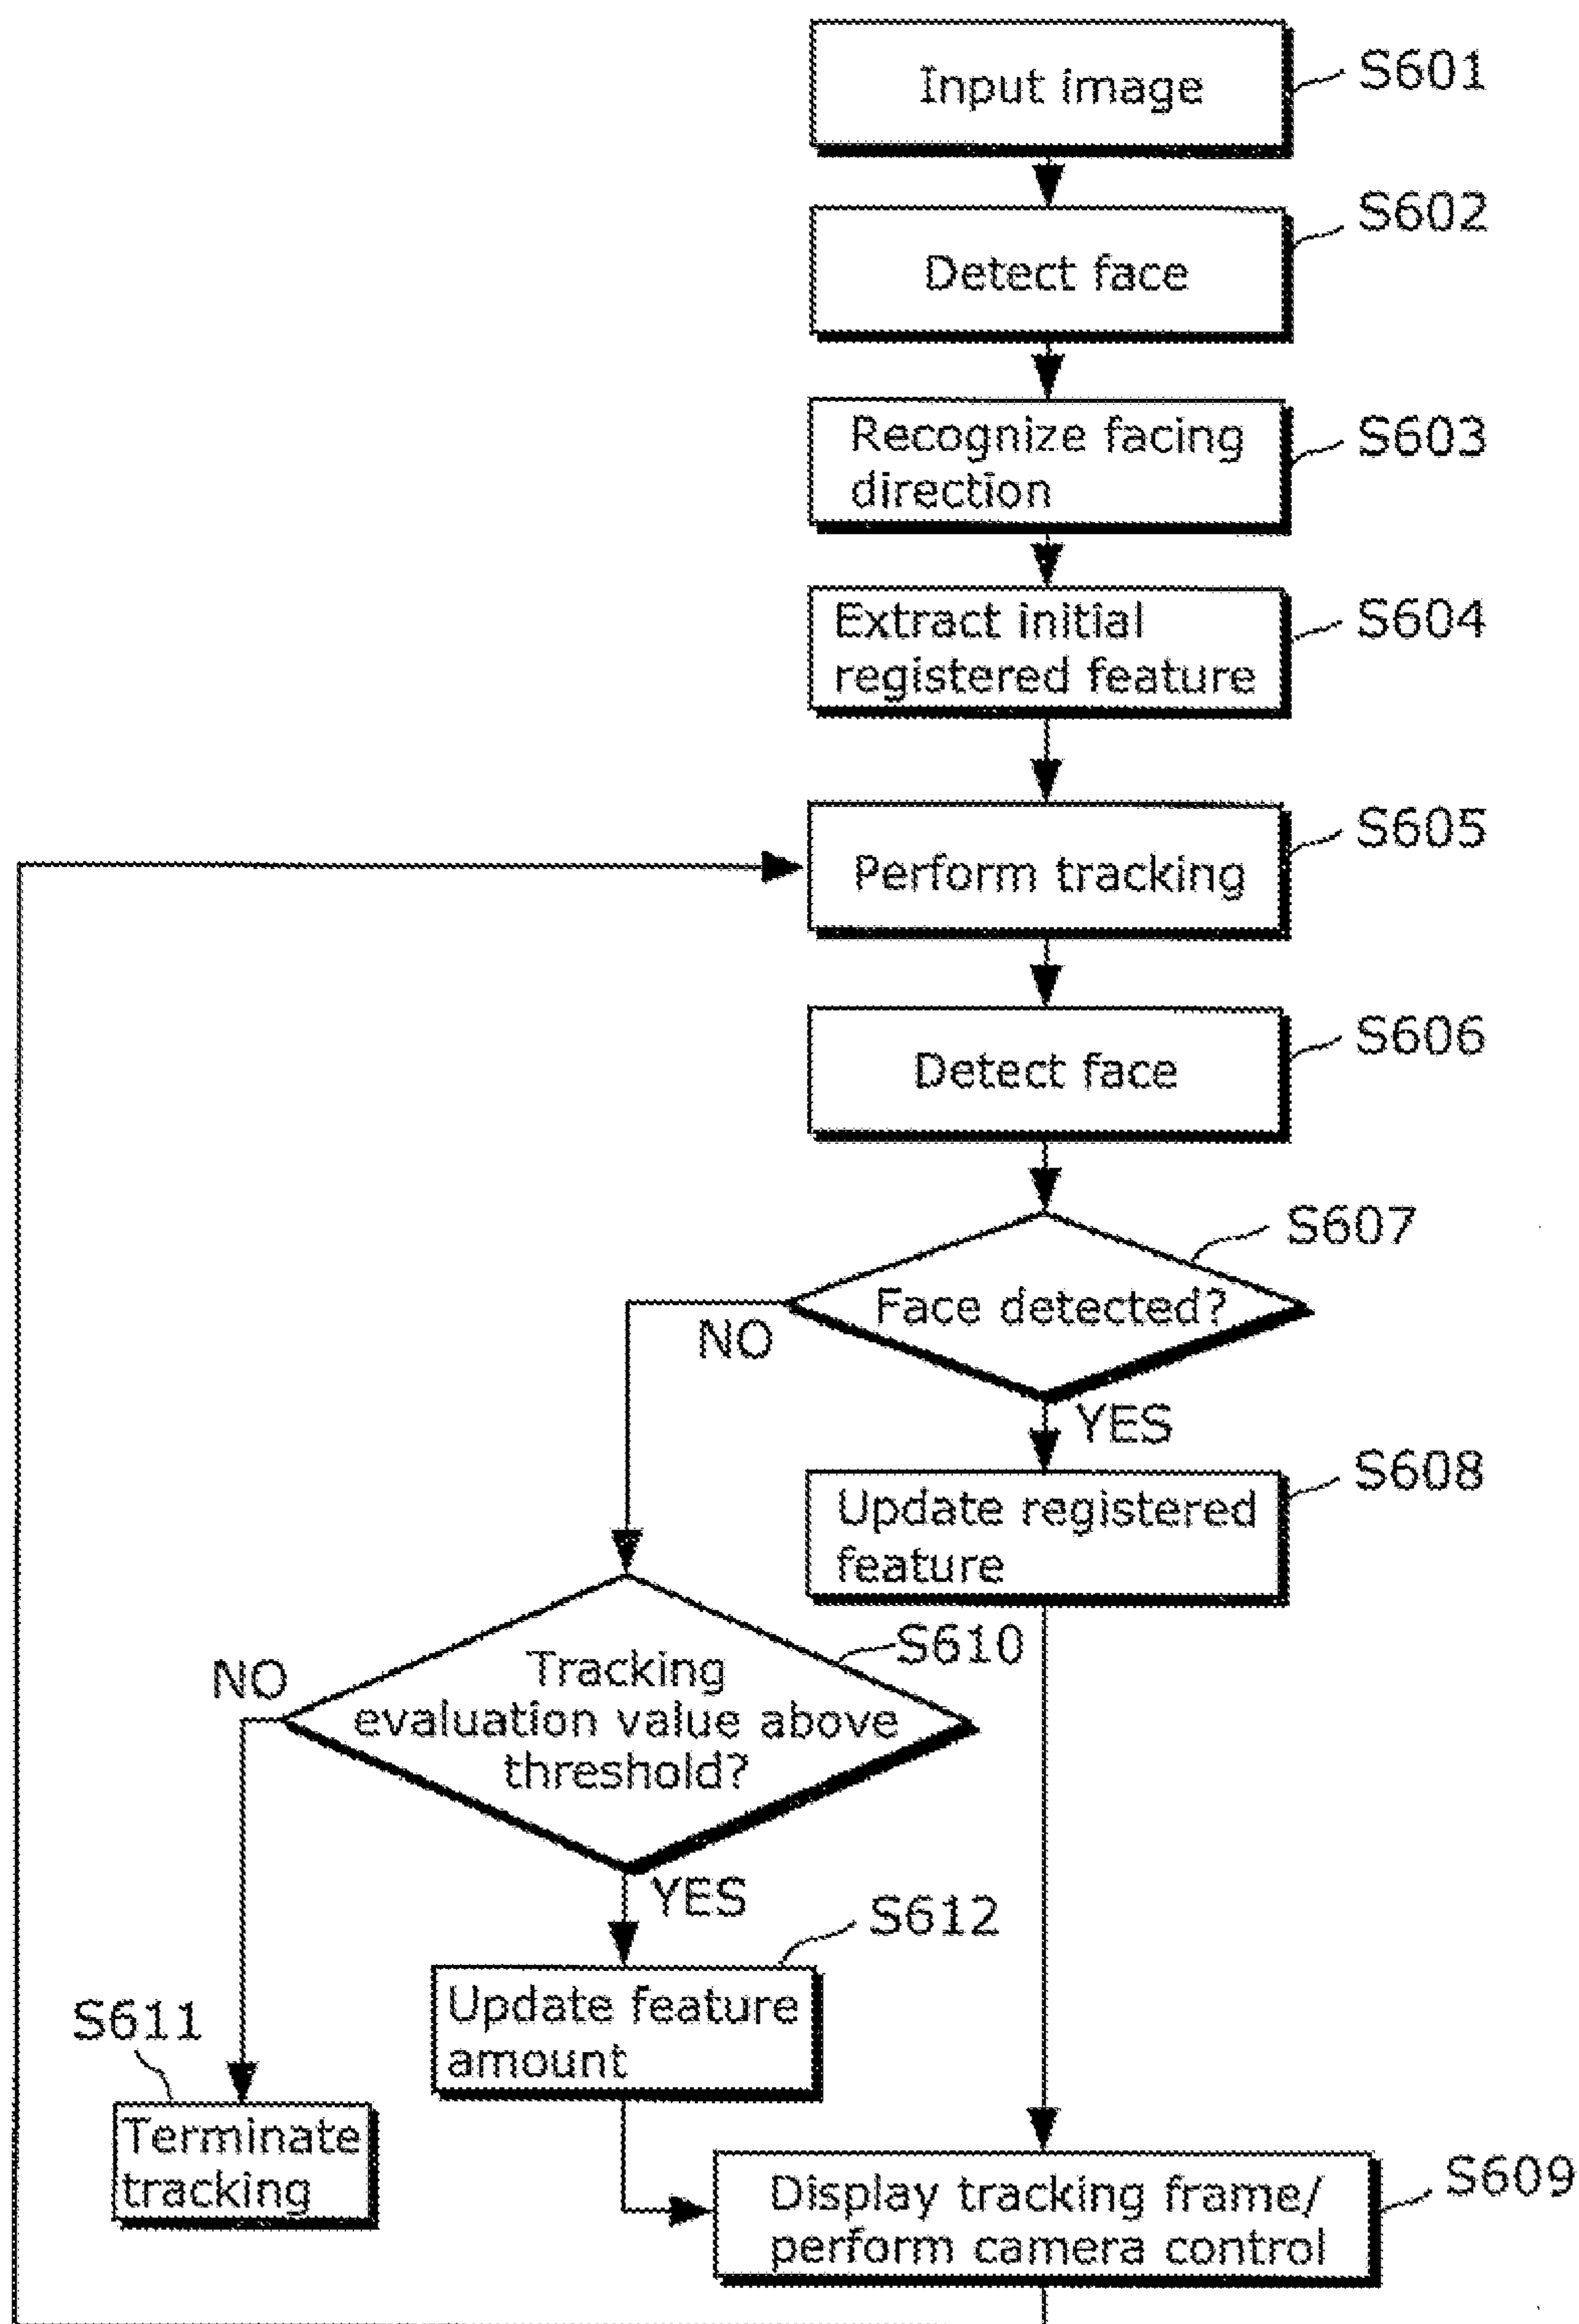 Input image
S601
S602
Detect face
Recognize facing
direction
S603
Extract initial
registered feature
S604
S605
Perform tracking
S606
Detect face
S607
Face detected?
NO
YES
S608
Update registered
feature
S610
NO
Tracking
evaluation value above
threshold?
YES
S612
Update feature
amount
S611
Terminate
tracking
S609
Display tracking frame/
perform camera control